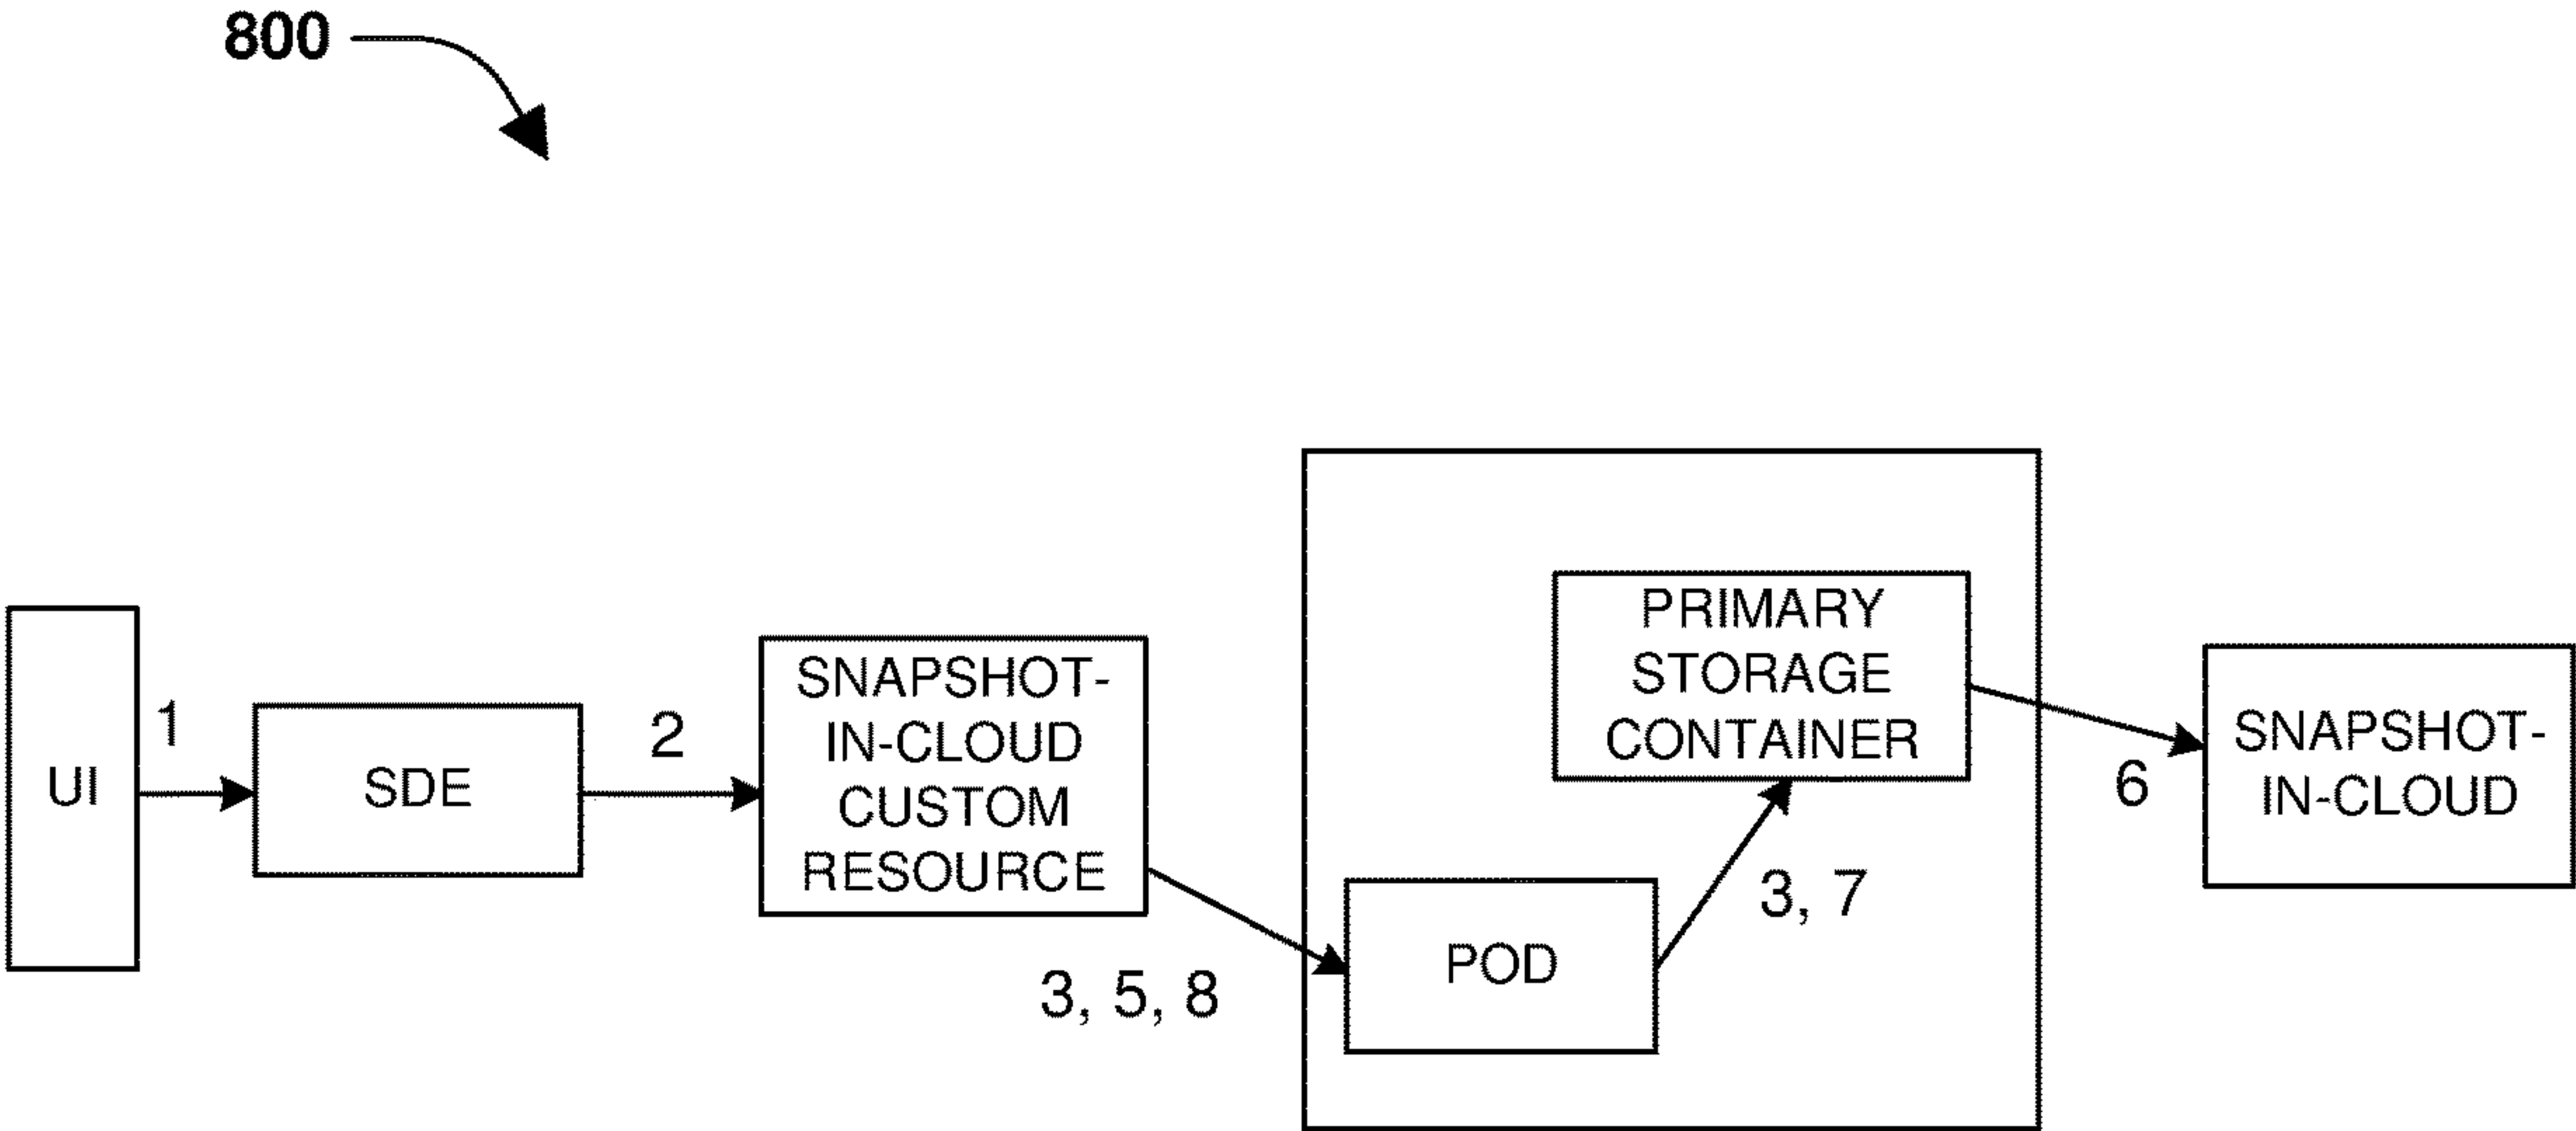 800
UI
1
SDE
2
SNAPSHOT-
IN-CLOUD
CUSTOM
RESOURCE
3, 5, 8
POD
3, 7
PRIMARY
STORAGE
CONTAINER
6
SNAPSHOT-
IN-CLOUD